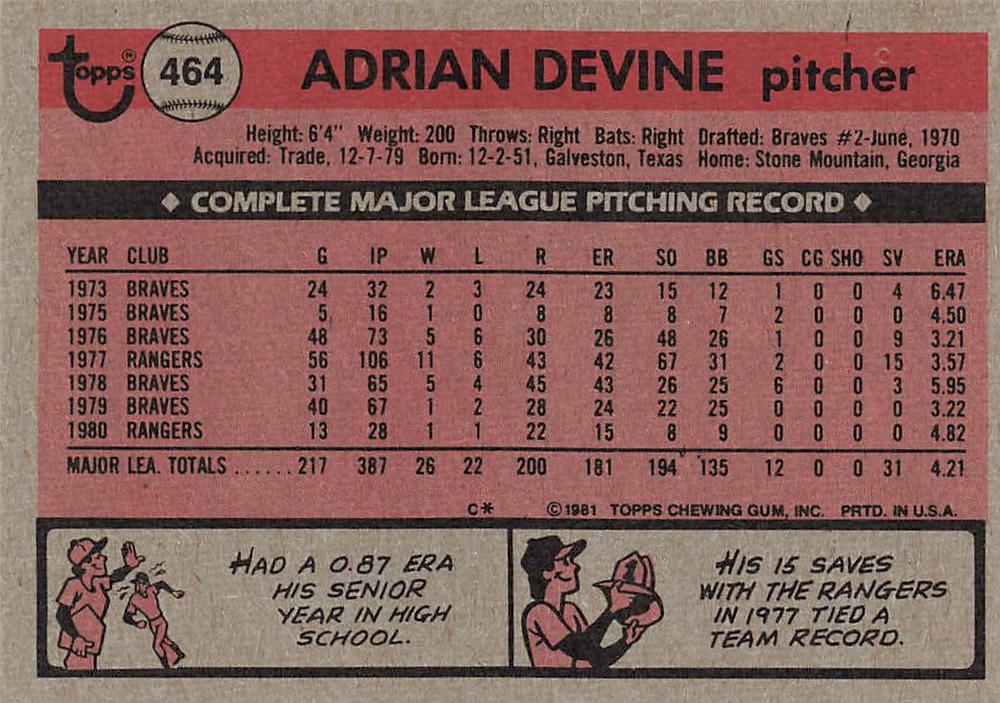 topps® 464 ADRIAN DEVINE pitcher
Height: 6'4" Weight: 200 Throws: Right Bats: Right Drafted: Braves #2-June, 1970
Acquired: Trade, 12-7-79 Born: 12-2-51, Galveston, Texas Home: Stone Mountain, Georgia
◆ COMPLETE MAJOR LEAGUE PITCHING RECORD ◆
YEAR CLUB G IP W L R ER SO BB GS CG SHO SV ERA
1973 BRAVES 24 32 2 3 24 23 15 12 1 0 0 4 6.47
1975 BRAVES 5 16 1 0 8 8 8 7 2 0 0 0 4.50
1976 BRAVES 48 73 5 6 30 26 48 26 1 0 0 9 3.21
1977 RANGERS 56 106 11 6 43 42 67 31 2 0 0 15 3.57
1978 BRAVES 31 65 5 4 45 43 26 25 6 0 0 3 5.95
1979 BRAVES 40 67 1 2 28 24 22 25 0 0 0 0 3.22
1980 RANGERS 13 28 1 1 22 15 8 9 0 0 0 0 4.82
MAJOR LEA. TOTALS ...... 217 387 26 22 200 181 194 135 12 0 0 31 4.21
C* ©1981 TOPPS CHEWING GUM, INC. PRTD. IN U.S.A.
HAD A 0.87 ERA
HIS SENIOR
YEAR IN HIGH
SCHOOL.
HIS 15 SAVES
WITH THE RANGERS
IN 1977 TIED A
TEAM RECORD.